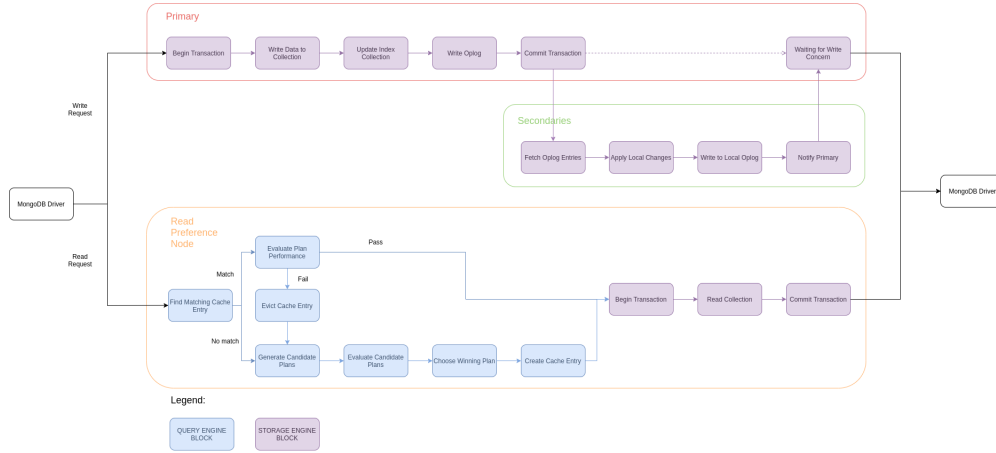 Primary
Begin Transaction
Write Data to
Collection
Update Index
Collection
Write Oplog
Commit Transaction
Waiting for Write
Concern
Write
Request
Secondaries
Fetch Oplog Entries
Apply Local Changes
Write to Local Oplog
Notify Primary
MongoDB Driver
MongoDB Driver
Read
Preference
Node
Read
Request
Evaluate Plan
Performance
Pass
Match
Fail
Find Matching Cache
Entry
Evict Cache Entry
Begin Transaction
Read Collection
Commit Transaction
No match
Gerrerate Candidate
Plans
Evaluate Candidate
Plans
Choose Winning Plan
Create Cache Entry
Legend:
QUERY ENGINE
BLOCK
STORAGE ENGINE
BLOCK